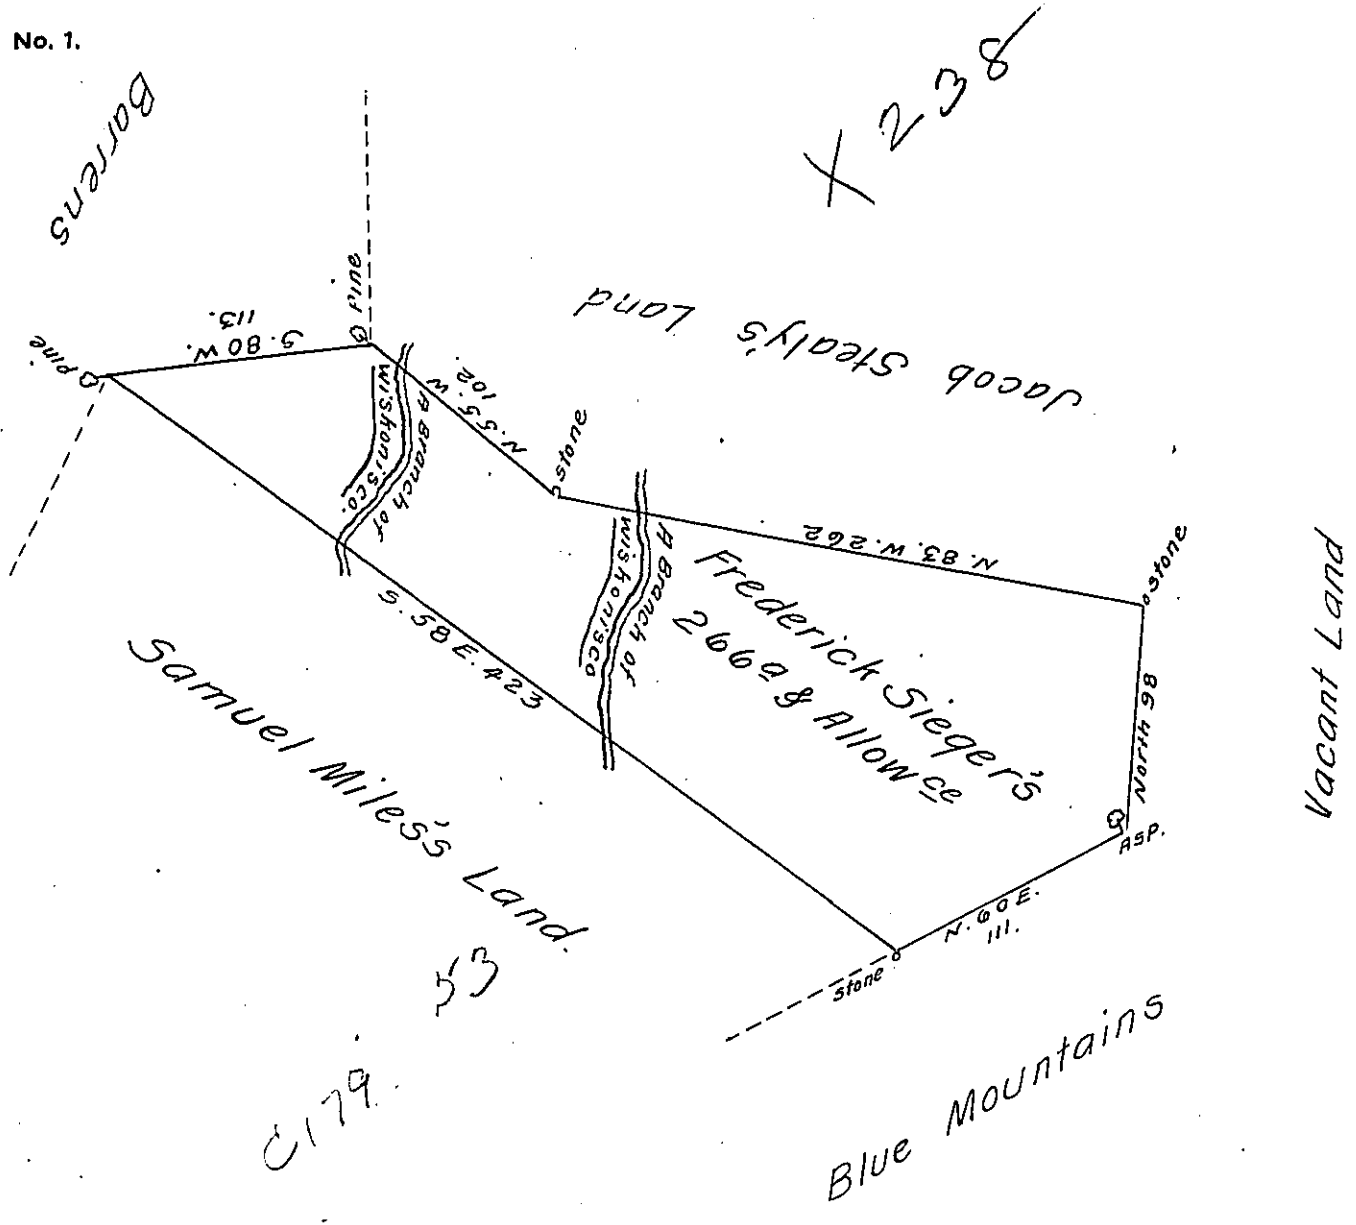 No. 1.
X 238
Barrens
Pine
Pine
S. 80 W.
113.
Jacob Stealy's Land
N. 55. W
102.
Stone
A Branch of
Wishonisco.
A Branch of
Wishonisco
N. 83. W. 262
Stone
Frederick Sieger's
266a & Allowce
North 98
Vacant Land
ASP.
S. 58 E. 423
Samuel Miles's Land.
N. 60 E.
111.
Stone
53
C179.
Blue Mountains